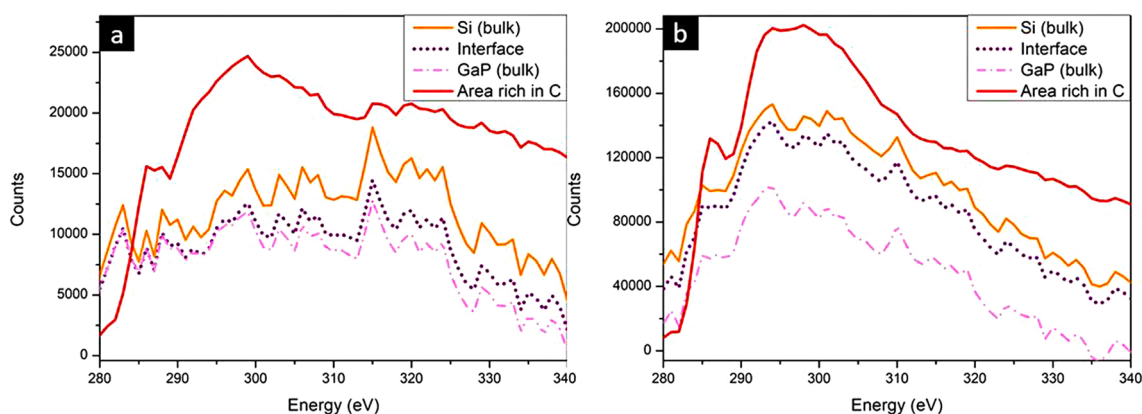 a
Si (bulk)
Interface
GaP (bulk)
Area rich in C
25000
20000
15000
10000
5000
0
Counts
280 290 300 310 320 330 340
Energy (eV)
b
Si (bulk)
Interface
GaP (bulk)
Area rich in C
200000
160000
120000
80000
40000
0
Counts
280 290 300 310 320 330 340
Energy (eV)